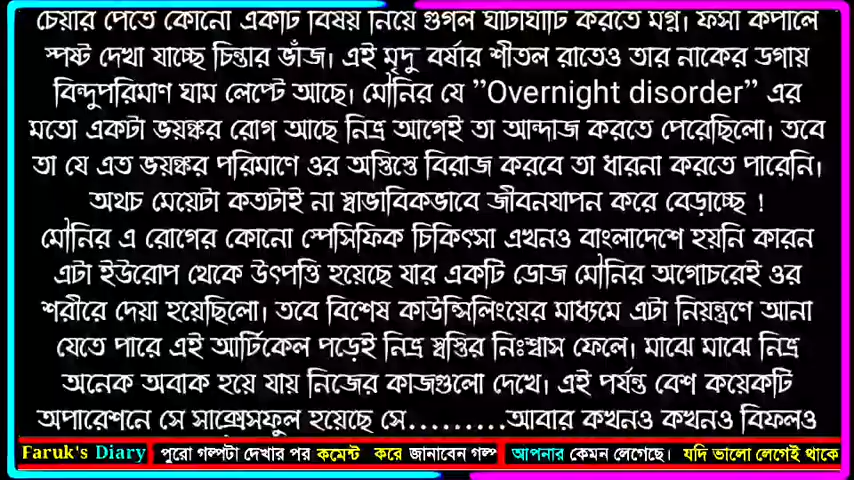 চেয়ার পেতে কোনো একটি বিষয় নিয়ে গুগল ঘাটাঘাটি করতে মগ্ন। ফর্সা কপালে
স্পষ্ট দেখা যাচ্ছে চিন্তার ভাঁজ। এই মৃদু বর্ষার শীতল রাতেও তার নাকের ডগায়
বিন্দুপরিমাণ ঘাম লেপ্টে আছে। মৌনির যে ”Overnight disorder” এর
মতো একটা ভয়ঙ্কর রোগ আছে নিভ্র আগেই তা আন্দাজ করতে পেরেছিলো। তবে
তা যে এত ভয়ঙ্কর পরিমাণে ওর অস্তিত্বে বিরাজ করবে তা ধারনা করতে পারেনি।
অথচ মেয়েটা কতটাই না স্বাভাবিকভাবে জীবনযাপন করে বেড়াচ্ছে !
মৌনির এ রোগের কোনো স্পেসিফিক চিকিৎসা এখনও বাংলাদেশে হয়নি কারন
এটা ইউরোপ থেকে উৎপত্তি হয়েছে যার একটি ডোজ মৌনির অগোচরেই ওর
শরীরে দেয়া হয়েছিলো। তবে বিশেষ কাউন্সিলিংয়ের মাধ্যমে এটা নিয়ন্ত্রণে আনা
যেতে পারে এই আর্টিকেল পড়েই নিভ্র স্বস্তির নিঃশ্বাস ফেলে। মাঝে মাঝে নিভ্র
অনেক অবাক হয়ে যায় নিজের কাজগুলো দেখে। এই পর্যন্ত বেশ কয়েকটি
অপারেশনে সে সাক্সেসফুল হয়েছে সে.........আবার কখনও কখনও বিফলও
Faruk's Diary পুরো গল্পটা দেখার পর কমেন্ট করে জানাবেন গল্প আপনার কেমন লেগেছে। যদি ভালো লেগেই থাকে